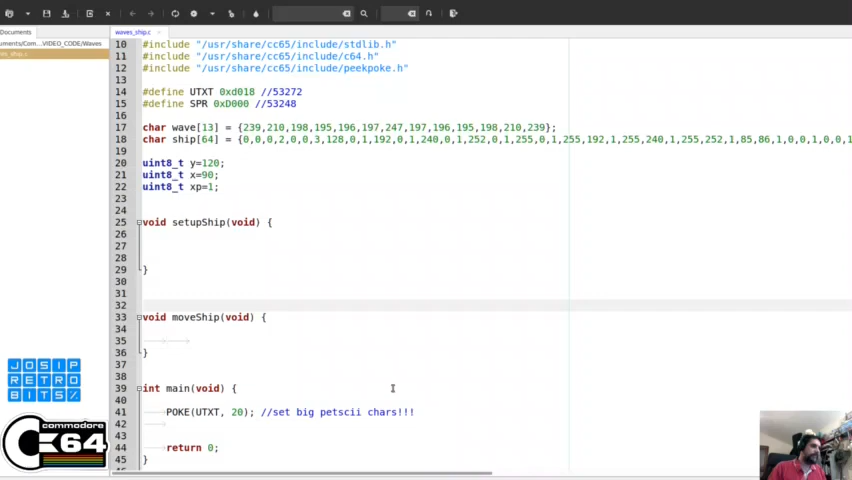 Documents
waves_ship.c
uments/Com...VIDEO_CODE/Waves
10 #include "/usr/share/cc65/include/stdlib.h"
11 #include "/usr/share/cc65/include/c64.h"
12 #include "/usr/share/cc65/include/peekpoke.h"
13
14 #define UTXT 0xd018 //53272
15 #define SPR 0xD000 //53248
16
17 char wave[13] = {239,210,198,195,196,197,247,197,196,195,198,210,239};
18 char ship[64] = {0,0,0,2,0,0,3,128,0,1,192,0,1,240,0,1,252,0,1,255,0,1,255,192,1,255,240,1,255,252,1,85,86,1,0,0,1,0,0,1
19
20 uint8_t y=120;
21 uint8_t x=90;
22 uint8_t xp=1;
23
24
25 void setupShip(void) {
26
27
28
29 }
30
31
32
33 void moveShip(void) {
34
35
36 }
37
38
39 int main(void) {
40
41 POKE(UTXT, 20); //set big petscii chars!!!
42
43
44 return 0;
45 }
JOSIP
RETRO
BITS%
commodore
C64